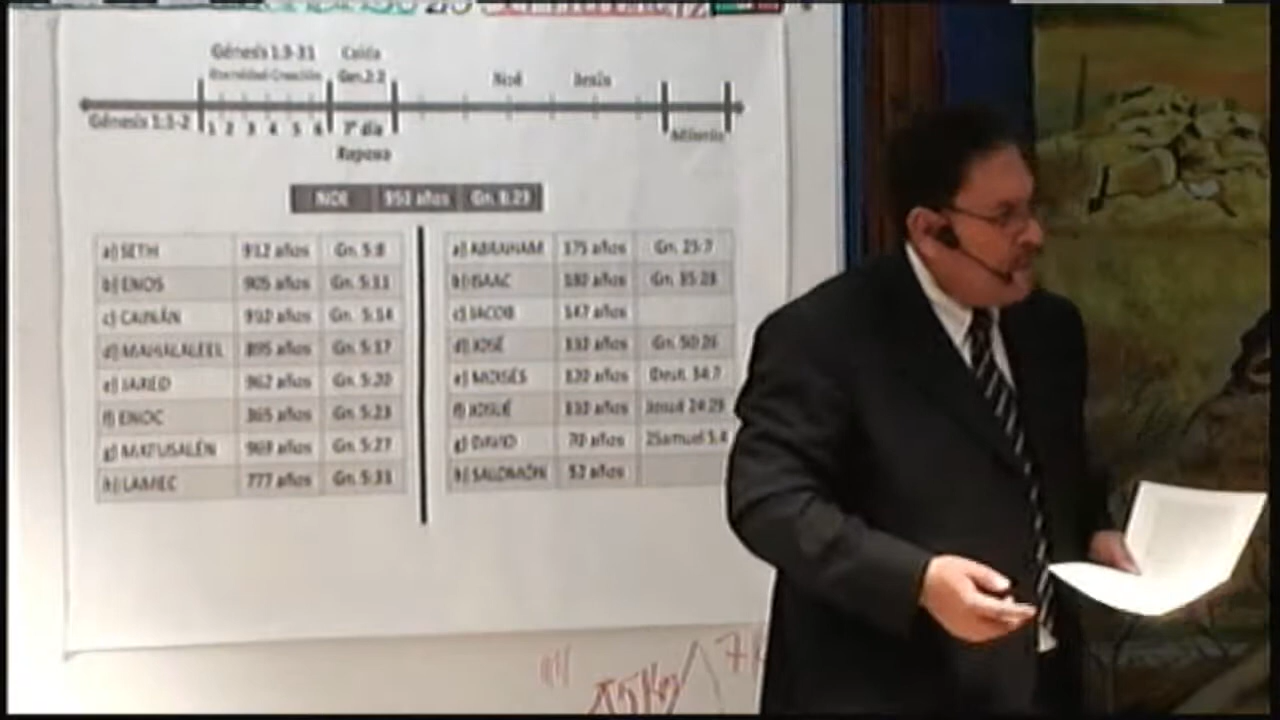 Génesis 1:3-31 Caída
Eternidad-Creación Gen. 2:2 Noé Jesús
Génesis 1:1-2 1 2 3 4 5 6 7º día Milenio
Reposo
NOE 950 años Gn. 9:29
a) SETH 912 años Gn. 5:8
b) ENOS 905 años Gn. 5:11
c) CAINÁN 910 años Gn. 5:14
d) MAHALALEEL 895 años Gn. 5:17
e) JARED 962 años Gn. 5:20
f) ENOC 365 años Gn. 5:23
g) MATUSALÉN 969 años Gn. 5:27
h) LAMEC 777 años Gn. 5:31
a) ABRAHAM 175 años Gn. 25:7
b) ISAAC 180 años Gn. 35:28
c) JACOB 147 años
d) JOSÉ 110 años Gn. 50:26
e) MOISÉS 120 años Deut. 34:7
f) JOSUÉ 110 años Josué 24:29
g) DAVID 70 años 2Samuel 5:4
h) SALOMÓN 52 años